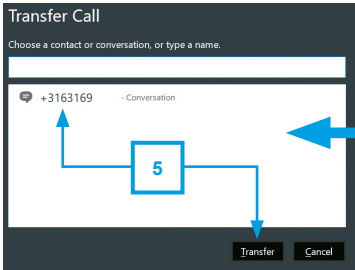 Transfer Call
Choose a contact or conversation, or type a name.
+3163169 - Conversation
5
Transfer Cancel